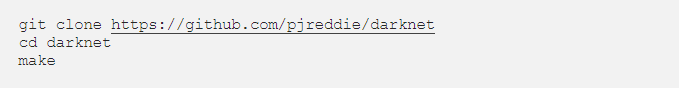 git clone https://github.com/pjreddie/darknet
cd darknet
make